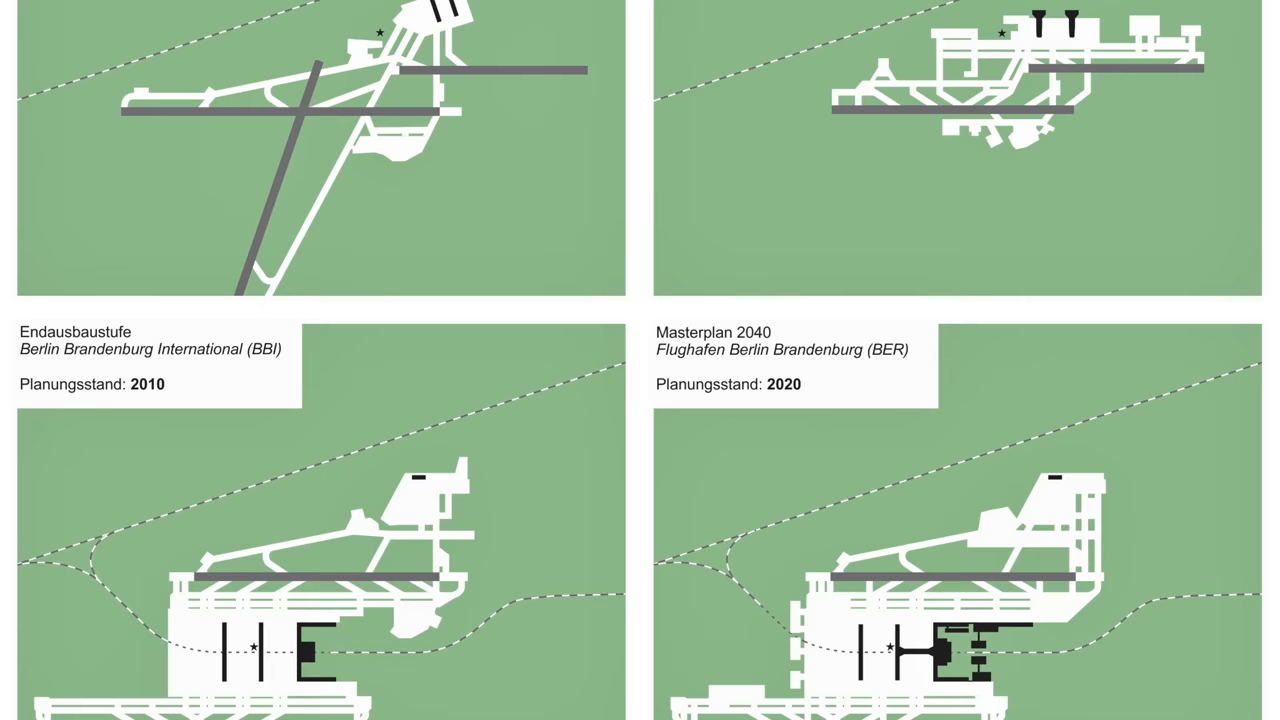 Endausbaustufe
Berlin Brandenburg International (BBI)
Planungsstand: 2010
Masterplan 2040
Flughafen Berlin Brandenburg (BER)
Planungsstand: 2020